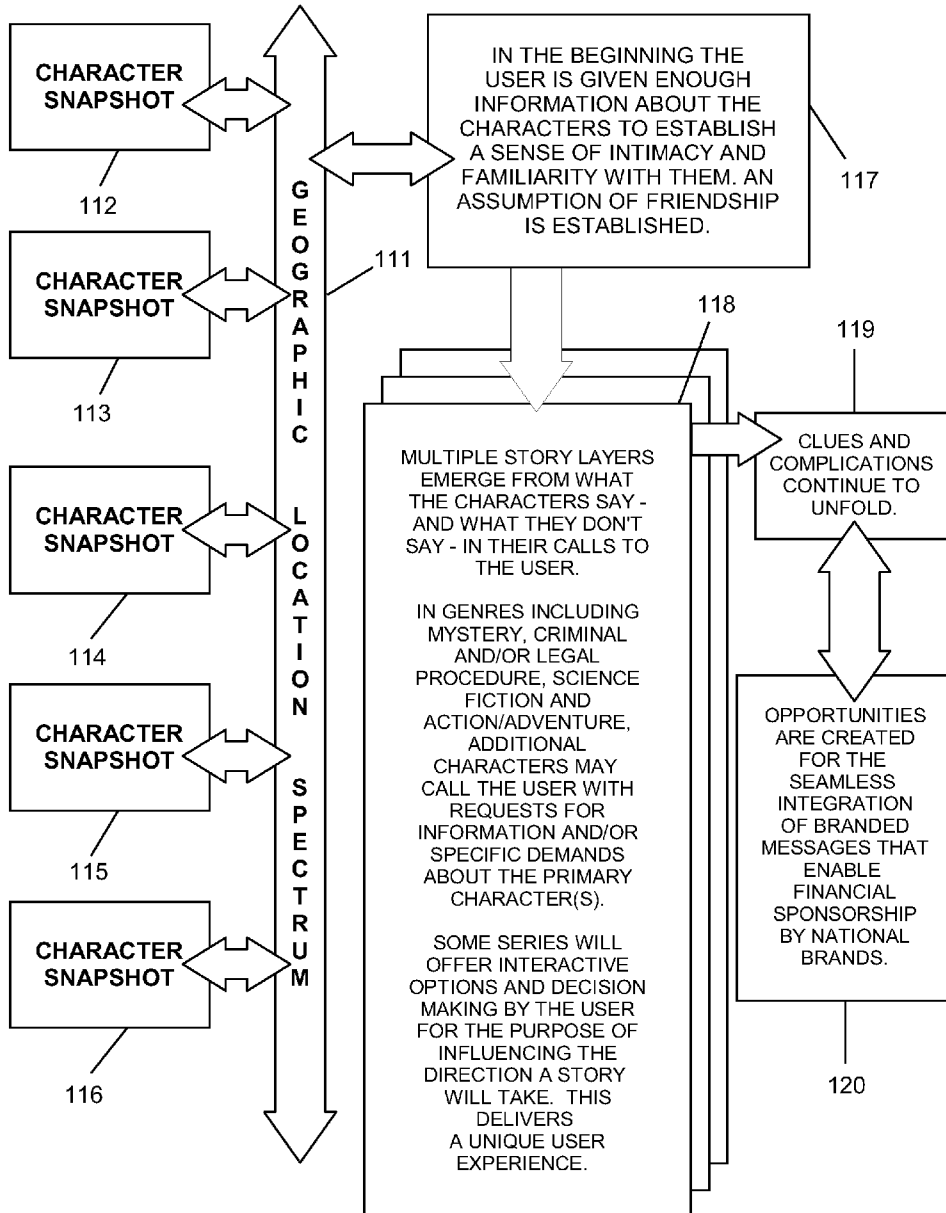 CHARACTER
SNAPSHOT
112
CHARACTER
SNAPSHOT
113
CHARACTER
SNAPSHOT
114
CHARACTER
SNAPSHOT
115
CHARACTER
SNAPSHOT
116
GEOGRAPHIC LOCATION SPECTRUM
111
IN THE BEGINNING THE
USER IS GIVEN ENOUGH
INFORMATION ABOUT THE
CHARACTERS TO ESTABLISH
A SENSE OF INTIMACY AND
FAMILIARITY WITH THEM. AN
ASSUMPTION OF FRIENDSHIP
IS ESTABLISHED.
117
118
MULTIPLE STORY LAYERS
EMERGE FROM WHAT
THE CHARACTERS SAY -
AND WHAT THEY DON'T
SAY - IN THEIR CALLS TO
THE USER.
IN GENRES INCLUDING
MYSTERY, CRIMINAL
AND/OR LEGAL
PROCEDURE, SCIENCE
FICTION AND
ACTION/ADVENTURE,
ADDITIONAL
CHARACTERS MAY
CALL THE USER WITH
REQUESTS FOR
INFORMATION AND/OR
SPECIFIC DEMANDS
ABOUT THE PRIMARY
CHARACTER(S).
SOME SERIES WILL
OFFER INTERACTIVE
OPTIONS AND DECISION
MAKING BY THE USER
FOR THE PURPOSE OF
INFLUENCING THE
DIRECTION A STORY
WILL TAKE. THIS
DELIVERS
A UNIQUE USER
EXPERIENCE.
119
CLUES AND
COMPLICATIONS
CONTINUE TO
UNFOLD.
OPPORTUNITIES
ARE CREATED
FOR THE
SEAMLESS
INTEGRATION
OF BRANDED
MESSAGES THAT
ENABLE
FINANCIAL
SPONSORSHIP
BY NATIONAL
BRANDS.
120